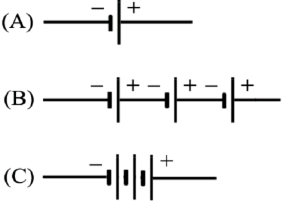 (A) − +
(B) − + − + − +
(C) − +